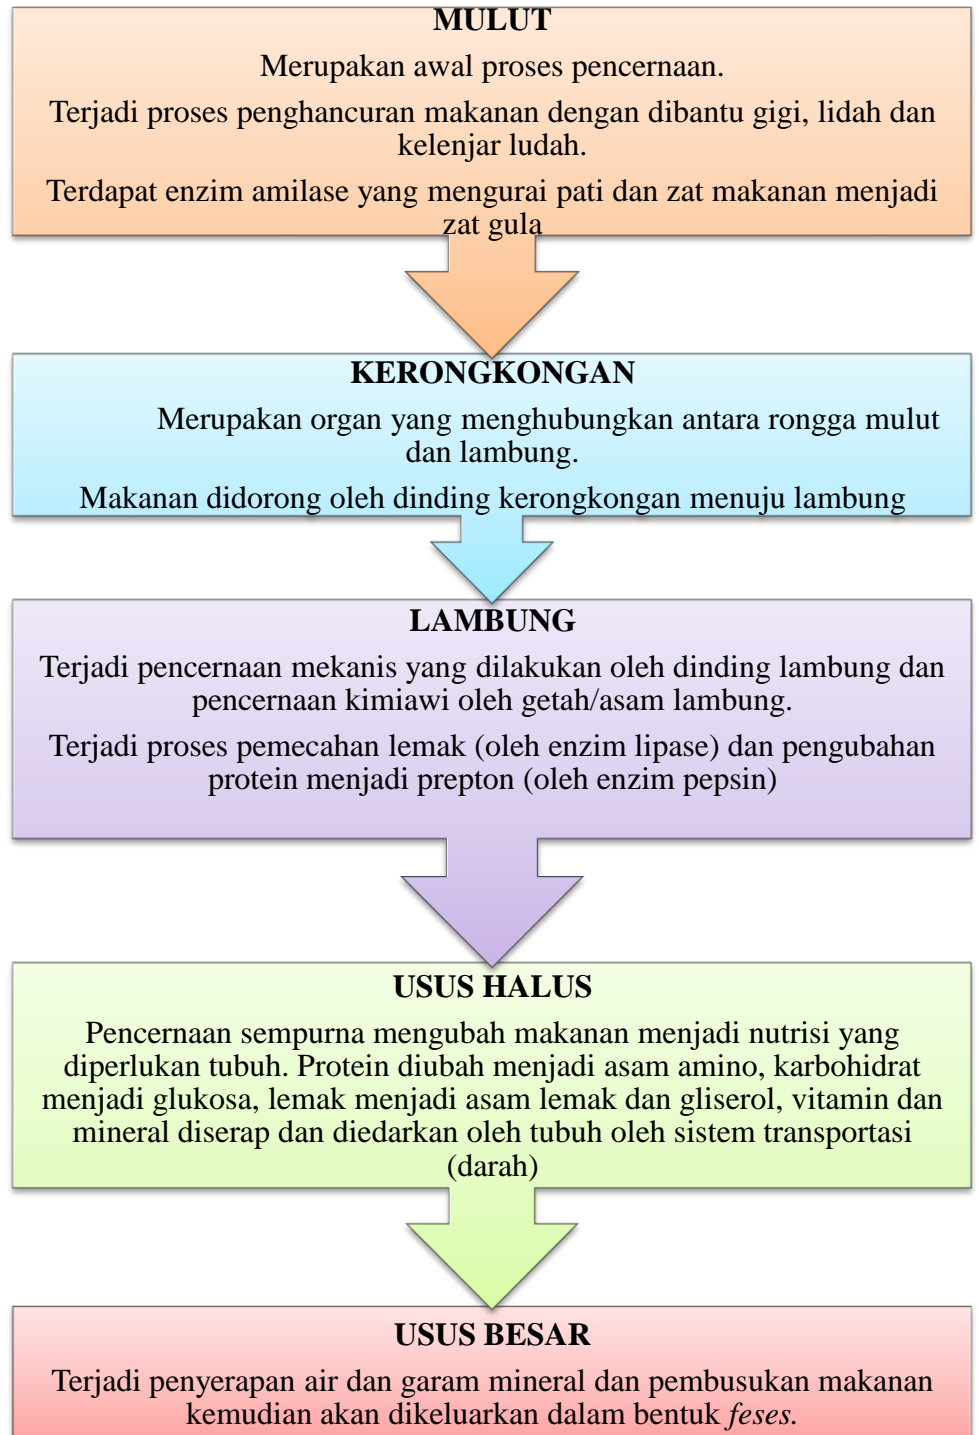 MULUT
Merupakan awal proses pencernaan.
Terjadi proses penghancuran makanan dengan dibantu gigi, lidah dan
kelenjar ludah.
Terdapat enzim amilase yang mengurai pati dan zat makanan menjadi
zat gula
KERONGKONGAN
Merupakan organ yang menghubungkan antara rongga mulut
dan lambung.
Makanan didorong oleh dinding kerongkongan menuju lambung
LAMBUNG
Terjadi pencernaan mekanis yang dilakukan oleh dinding lambung dan
pencernaan kimiawi oleh getah/asam lambung.
Terjadi proses pemecahan lemak (oleh enzim lipase) dan pengubahan
protein menjadi prepton (oleh enzim pepsin)
USUS HALUS
Pencernaan sempurna mengubah makanan menjadi nutrisi yang
diperlukan tubuh. Protein diubah menjadi asam amino, karbohidrat
menjadi glukosa, lemak menjadi asam lemak dan gliserol, vitamin dan
mineral diserap dan diedarkan oleh tubuh oleh sistem transportasi
(darah)
USUS BESAR
Terjadi penyerapan air dan garam mineral dan pembusukan makanan
kemudian akan dikeluarkan dalam bentuk feses.